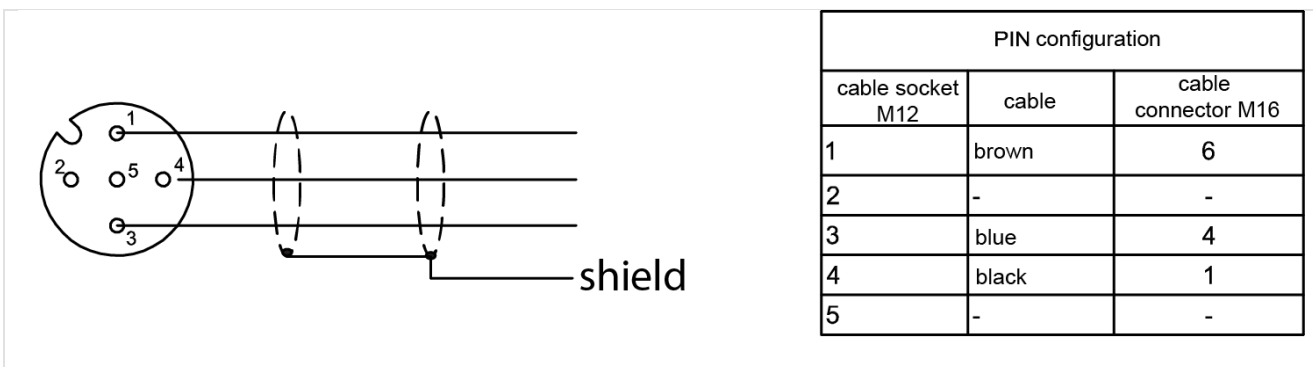 1
2
5
4
3
shield
PIN configuration
cable socket M12
cable
cable connector M16
1 brown 6
2 - -
3 blue 4
4 black 1
5 - -